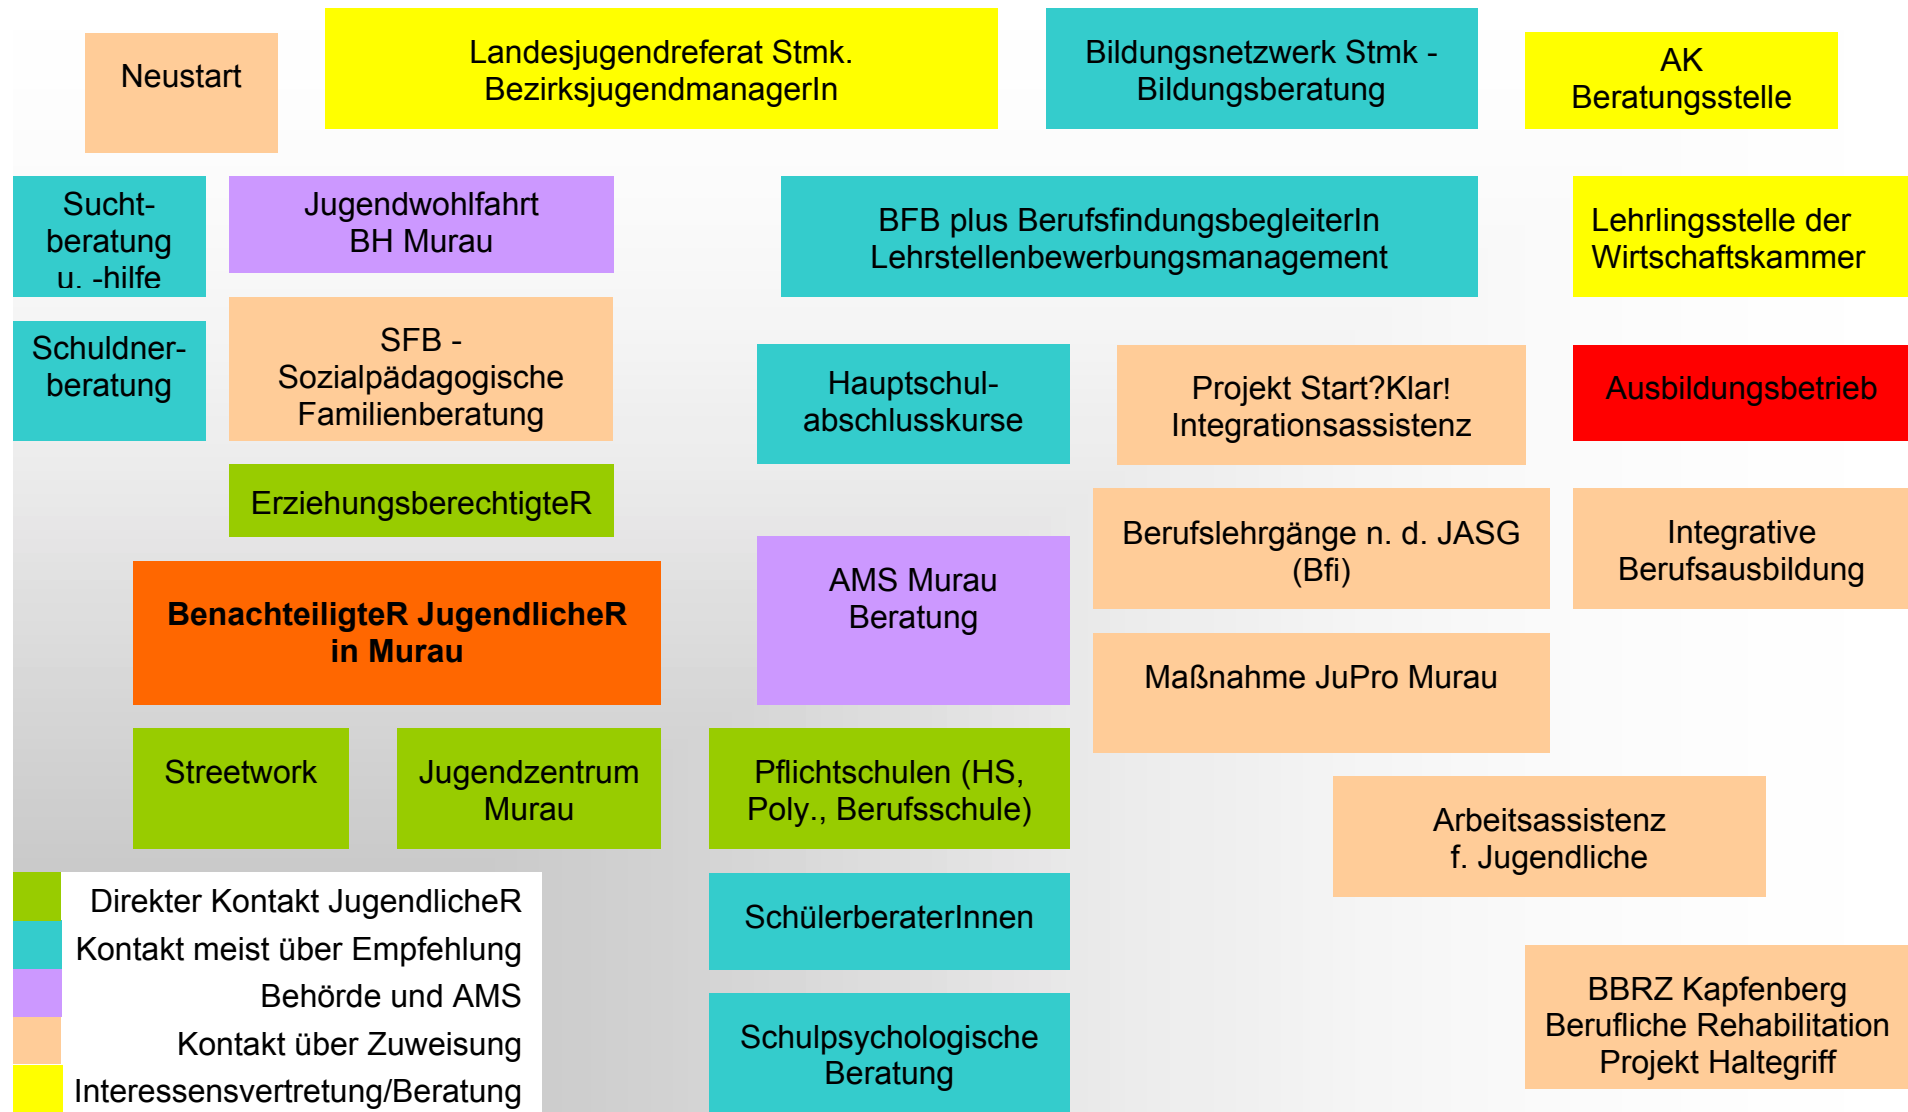 Neustart
Landesjugendreferat Stmk.
BezirksjugendmanagerIn
Bildungsnetzwerk Stmk -
Bildungsberatung
AK
Beratungsstelle
Sucht-
beratung
u. -hilfe
Jugendwohlfahrt
BH Murau
BFB plus BerufsfindungsbegleiterIn
Lehrstellenbewerbungsmanagement
Lehrlingsstelle der
Wirtschaftskammer
Schuldner-
beratung
SFB -
Sozialpädagogische
Familienberatung
Hauptschul-
abschlusskurse
Projekt Start?Klar!
Integrationsassistenz
Ausbildungsbetrieb
ErziehungsberechtigteR
Berufslehrgänge n. d. JASG
(Bfi)
Integrative
Berufsausbildung
BenachteiligteR JugendlicheR
in Murau
AMS Murau
Beratung
Maßnahme JuPro Murau
Streetwork
Jugendzentrum
Murau
Pflichtschulen (HS,
Poly., Berufsschule)
Arbeitsassistenz
f. Jugendliche
SchülerberaterInnen
Schulpsychologische
Beratung
BBRZ Kapfenberg
Berufliche Rehabilitation
Projekt Haltegriff
Direkter Kontakt JugendlicheR
Kontakt meist über Empfehlung
Behörde und AMS
Kontakt über Zuweisung
Interessensvertretung/Beratung